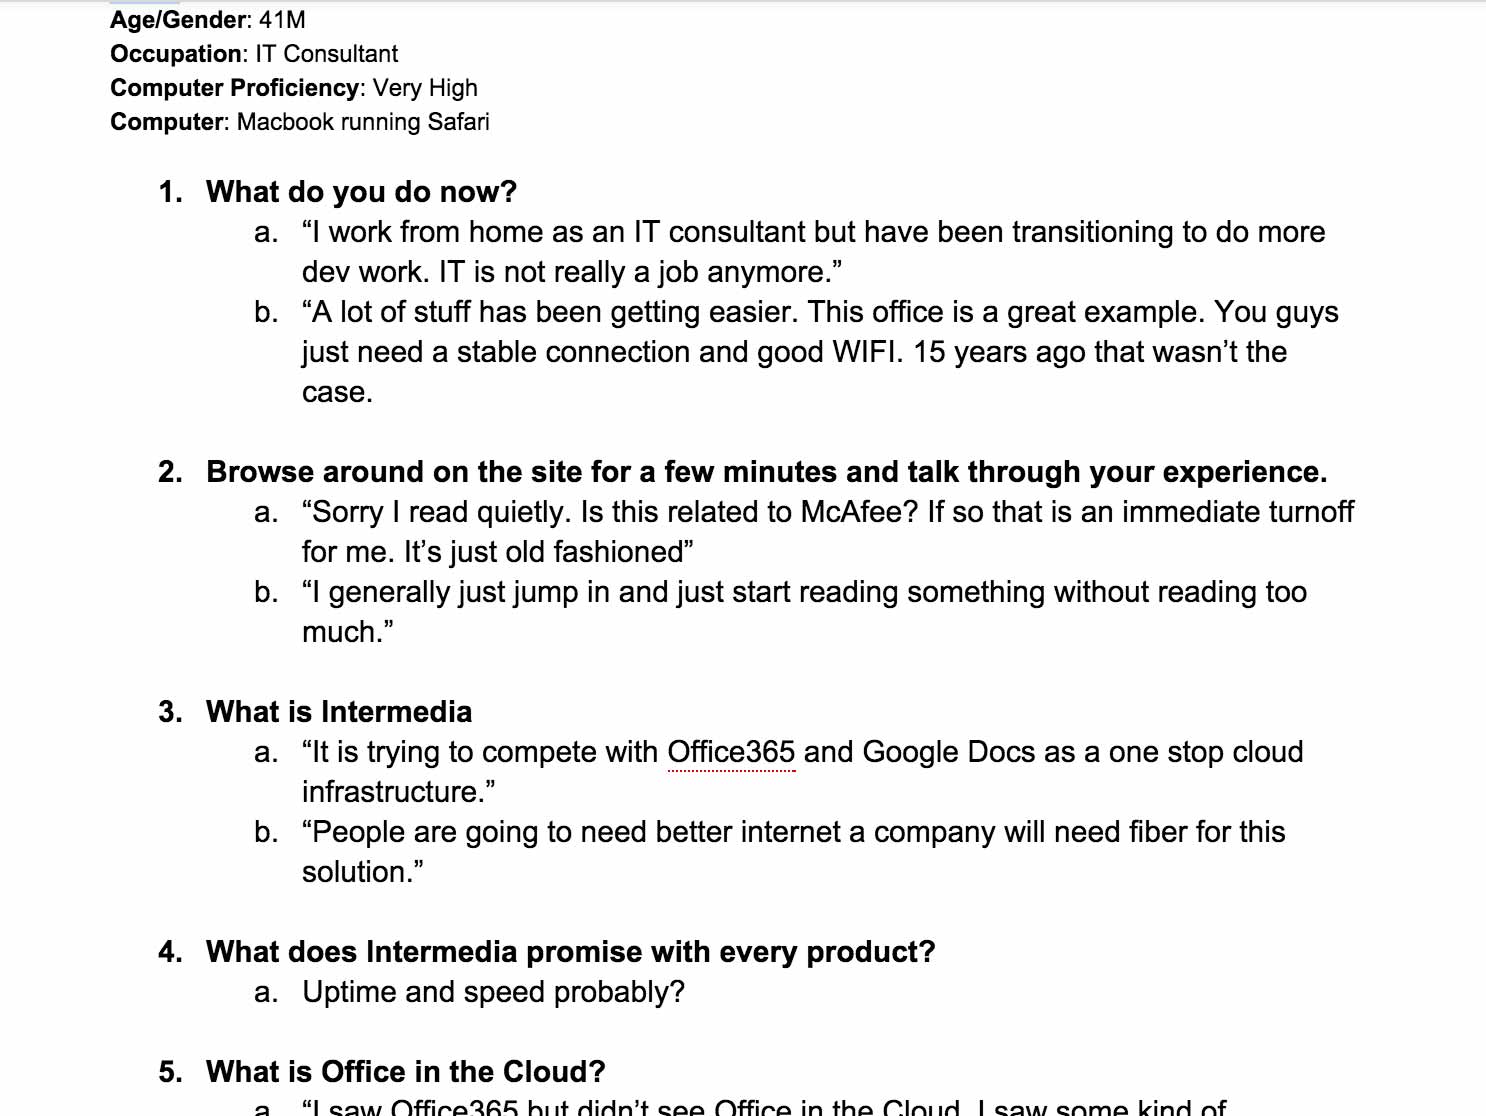 Age/Gender: 41M
Occupation: IT Consultant
Computer Proficiency: Very High
Computer: Macbook running Safari
1. What do you do now?
a. “I work from home as an IT consultant but have been transitioning to do more
dev work. IT is not really a job anymore.”
b. “A lot of stuff has been getting easier. This office is a great example. You guys
just need a stable connection and good WIFI. 15 years ago that wasn’t the
case.
2. Browse around on the site for a few minutes and talk through your experience.
a. “Sorry I read quietly. Is this related to McAfee? If so that is an immediate turnoff
for me. It’s just old fashioned”
b. “I generally just jump in and just start reading something without reading too
much.”
3. What is Intermedia
a. “It is trying to compete with Office365 and Google Docs as a one stop cloud
infrastructure.”
b. “People are going to need better internet a company will need fiber for this
solution.”
4. What does Intermedia promise with every product?
a. Uptime and speed probably?
5. What is Office in the Cloud?
a. “I saw Office365 but didn’t see Office in the Cloud. I saw some kind of